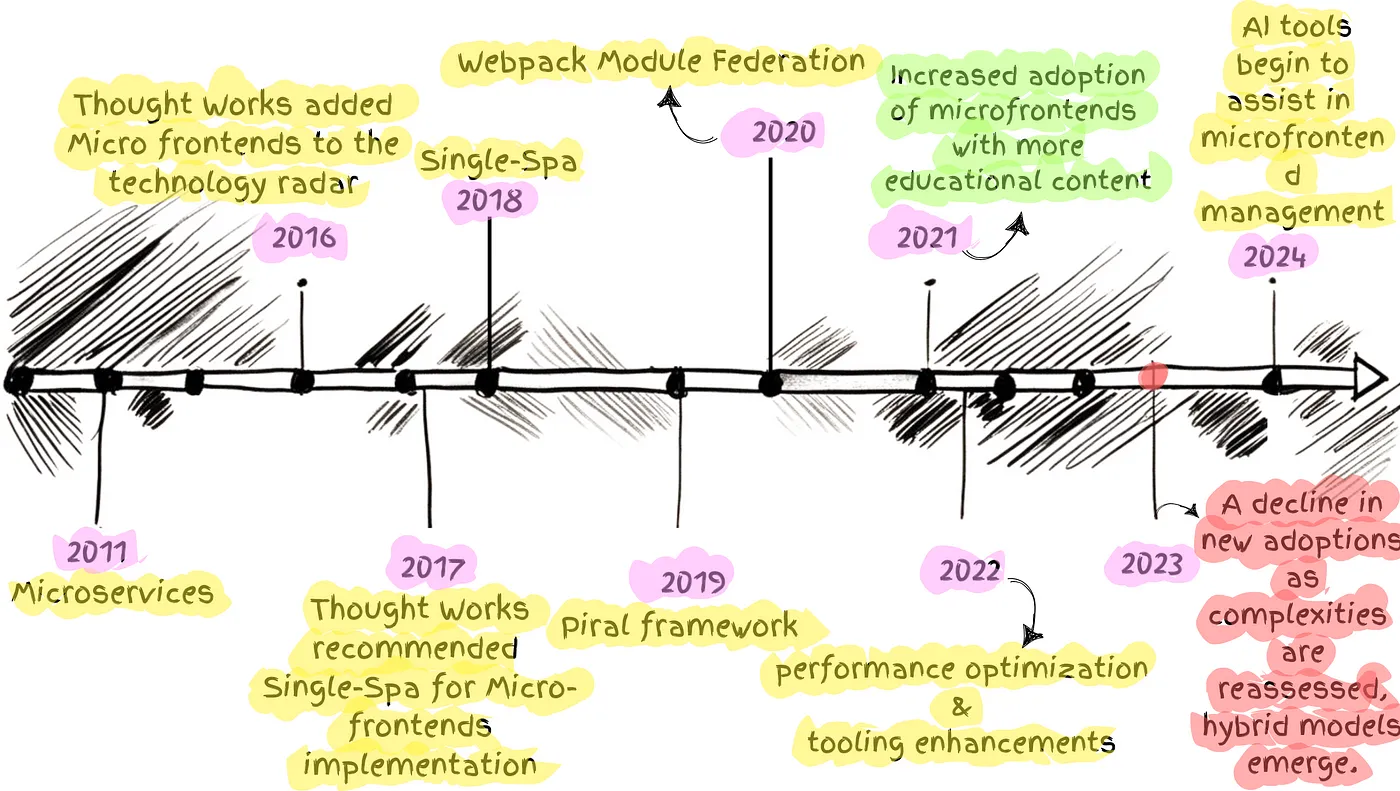 Thought Works added
Micro frontends to the
technology radar
2016
Single-Spa
2018
Webpack Module Federation
2020
Increased adoption
of microfrontends
with more
educational content
2021
AI tools
begin to
assist in
microfronten
d
management
2024
2011
Microservices
2017
Thought Works
recommended
Single-Spa for Micro-
frontends
implementation
2019
Piral framework
2022
performance optimization
&
tooling enhancements
2023
A decline in
new adoptions
as
complexities
are
reassessed,
hybrid models
emerge.